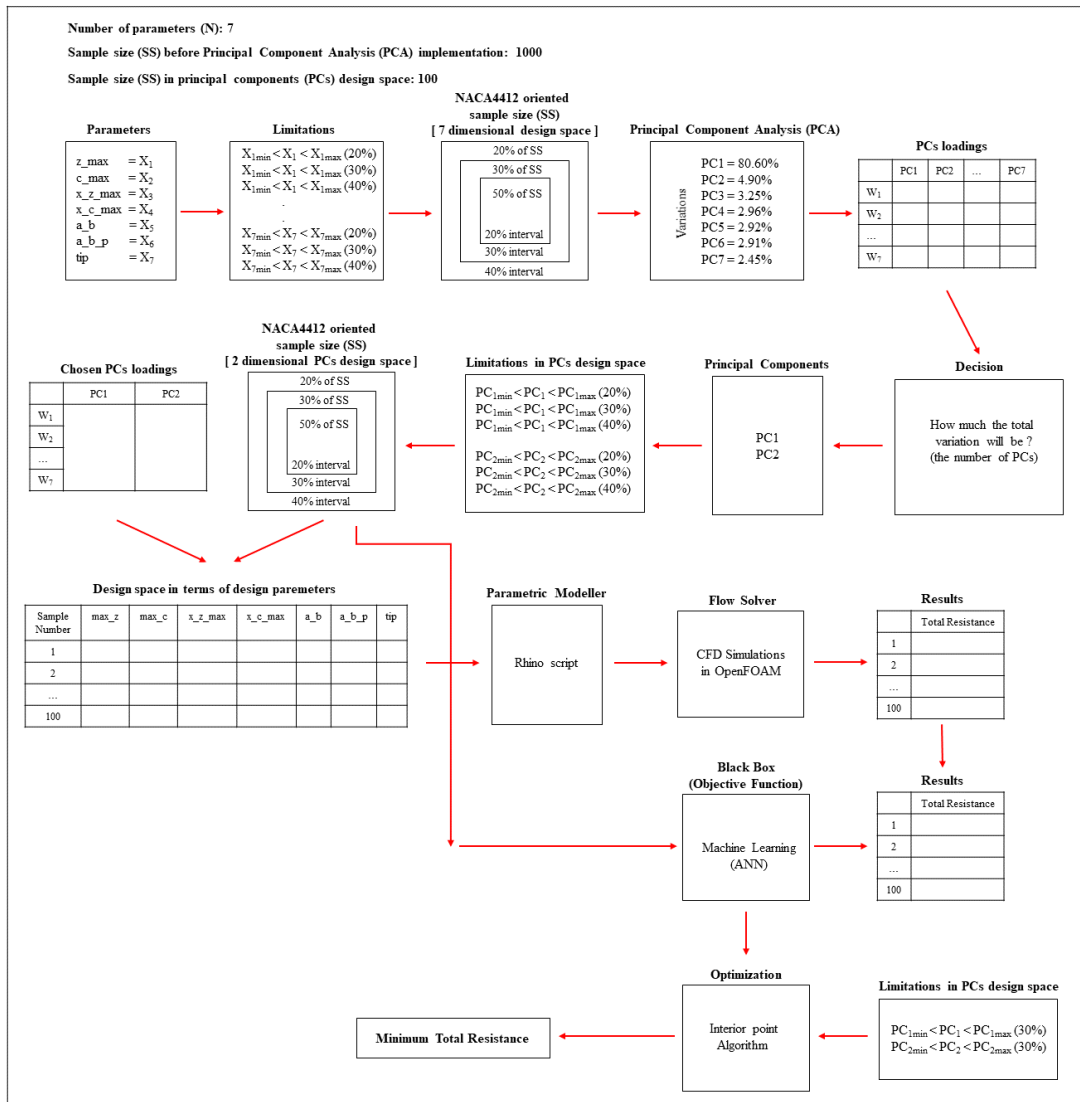 Number of parameters (N): 7
Sample size (SS) before Principal Component Analysis (PCA) implementation: 1000
Sample size (SS) in principal components (PCs) design space: 100
Parameters
z_max = X1
c_max = X2
x_z_max = X3
x_c_max = X4
a_b = X5
a_b_p = X6
tip = X7
Limitations
X1min < X1 < X1max (20%)
X1min < X1 < X1max (30%)
X1min < X1 < X1max (40%)
.
.
X7min < X7 < X7max (20%)
X7min < X7 < X7max (30%)
X7min < X7 < X7max (40%)
NACA4412 oriented
sample size (SS)
[ 7 dimensional design space ]
20% of SS
30% of SS
50% of SS
20% interval
30% interval
40% interval
Principal Component Analysis (PCA)
Variations
PC1 = 80.60%
PC2 = 4.90%
PC3 = 3.25%
PC4 = 2.96%
PC5 = 2.92%
PC6 = 2.91%
PC7 = 2.45%
PCs loadings
PC1 PC2 ... PC7
W1
W2
...
W7
Chosen PCs loadings
PC1 PC2
W1
W2
...
W7
NACA4412 oriented
sample size (SS)
[ 2 dimensional PCs design space ]
20% of SS
30% of SS
50% of SS
20% interval
30% interval
40% interval
Limitations in PCs design space
PC1min < PC1 < PC1max (20%)
PC1min < PC1 < PC1max (30%)
PC1min < PC1 < PC1max (40%)
PC2min < PC2 < PC2max (20%)
PC2min < PC2 < PC2max (30%)
PC2min < PC2 < PC2max (40%)
Principal Components
PC1
PC2
Decision
How much the total
variation will be ?
(the number of PCs)
Design space in terms of design paremeters
Sample
Number
max_z max_c x_z_max x_c_max a_b a_b_p tip
1
2
...
100
Parametric Modeller
Rhino script
Flow Solver
CFD Simulations
in OpenFOAM
Results
Total Resistance
1
2
...
100
Black Box
(Objective Function)
Machine Learning
(ANN)
Results
Total Resistance
1
2
...
100
Optimization
Interior point
Algorithm
Limitations in PCs design space
PC1min < PC1 < PC1max (30%)
PC2min < PC2 < PC2max (30%)
Minimum Total Resistance